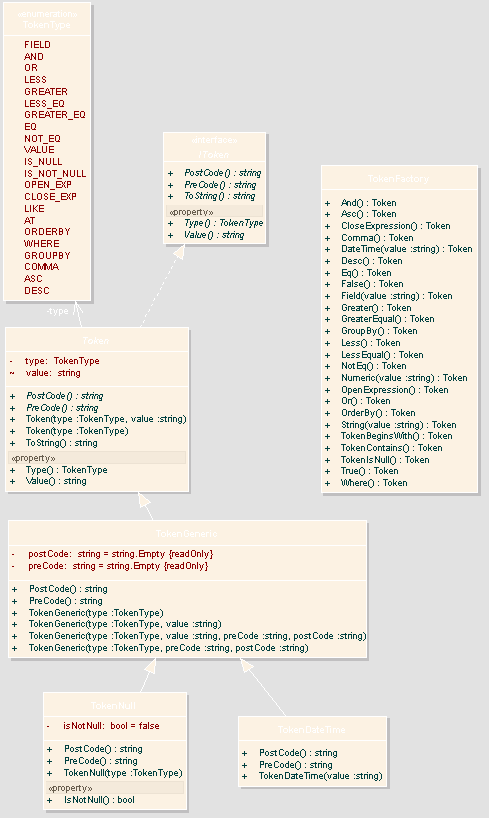 «enumeration»
TokenType
FIELD
AND
OR
LESS
GREATER
LESS_EQ
GREATER_EQ
EQ
NOT_EQ
VALUE
IS_NULL
IS_NOT_NULL
OPEN_EXP
CLOSE_EXP
LIKE
AT
ORDERBY
WHERE
GROUPBY
COMMA
ASC
DESC
-type
«interface»
IToken
+ PostCode() : string
+ PreCode() : string
+ ToString() : string
«property»
+ Type() : TokenType
+ Value() : string
TokenFactory
+ And() : Token
+ Asc() : Token
+ CloseExpression() : Token
+ Comma() : Token
+ DateTime(value :string) : Token
+ Desc() : Token
+ Eq() : Token
+ False() : Token
+ Field(value :string) : Token
+ Greater() : Token
+ GreaterEqual() : Token
+ GroupBy() : Token
+ Less() : Token
+ LessEqual() : Token
+ NotEq() : Token
+ Numeric(value :string) : Token
+ OpenExpression() : Token
+ Or() : Token
+ OrderBy() : Token
+ String(value :string) : Token
+ TokenBeginsWith() : Token
+ TokenContains() : Token
+ TokenIsNull() : Token
+ True() : Token
+ Where() : Token
Token
- type: TokenType
~ value: string
+ PostCode() : string
+ PreCode() : string
+ Token(type :TokenType, value :string)
+ Token(type :TokenType)
+ ToString() : string
«property»
+ Type() : TokenType
+ Value() : string
TokenGeneric
- postCode: string = string.Empty {readOnly}
- preCode: string = string.Empty {readOnly}
+ PostCode() : string
+ PreCode() : string
+ TokenGeneric(type :TokenType)
+ TokenGeneric(type :TokenType, value :string)
+ TokenGeneric(type :TokenType, value :string, preCode :string, postCode :string)
+ TokenGeneric(type :TokenType, preCode :string, postCode :string)
TokenNull
- isNotNull: bool = false
+ PostCode() : string
+ PreCode() : string
+ TokenNull(type :TokenType)
«property»
+ IsNotNull() : bool
TokenDateTime
+ PostCode() : string
+ PreCode() : string
+ TokenDateTime(value :string)